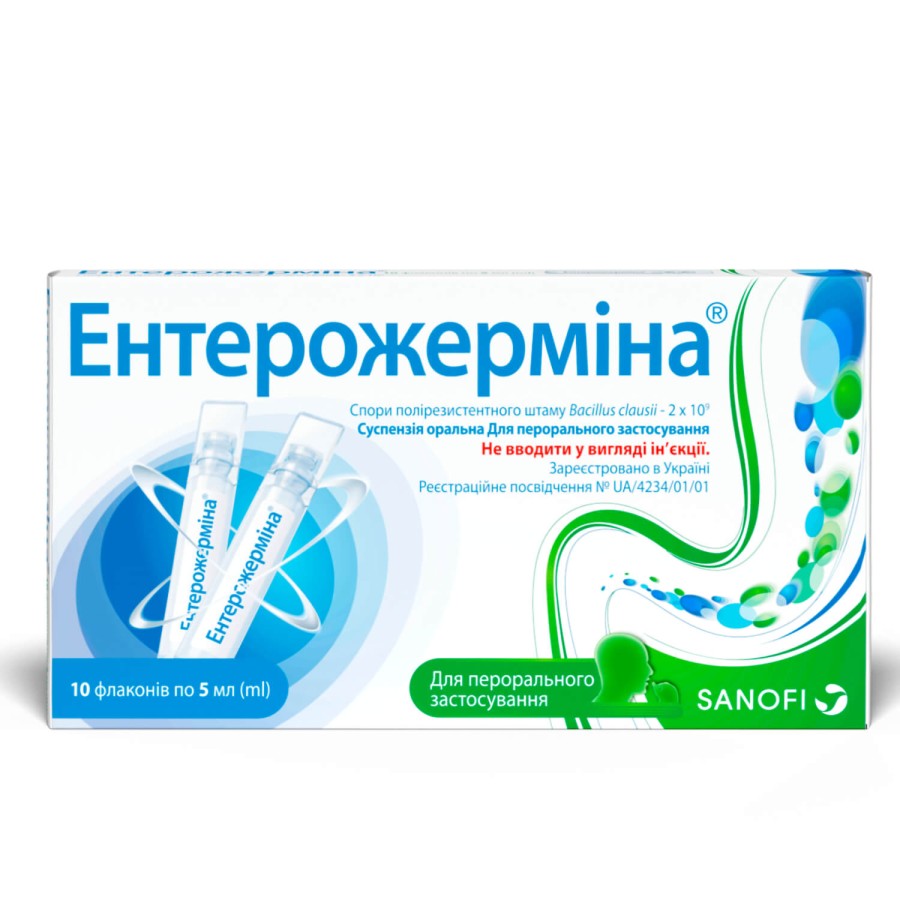 Ентерожерміна
Ентерожерміна®
Спори полірезистентного штаму Bacillus clausii - 2 x 10⁹
Суспензія оральна Для перорального застосування
Не вводити у вигляді ін’єкції.
Зареєстровано в Україні
Реєстраційне посвідчення № UA/4234/01/01
Ентерожерміна®
Ентерожерміна®
10 флаконів по 5 мл (ml)
Для перорального
застосування
SANOFI